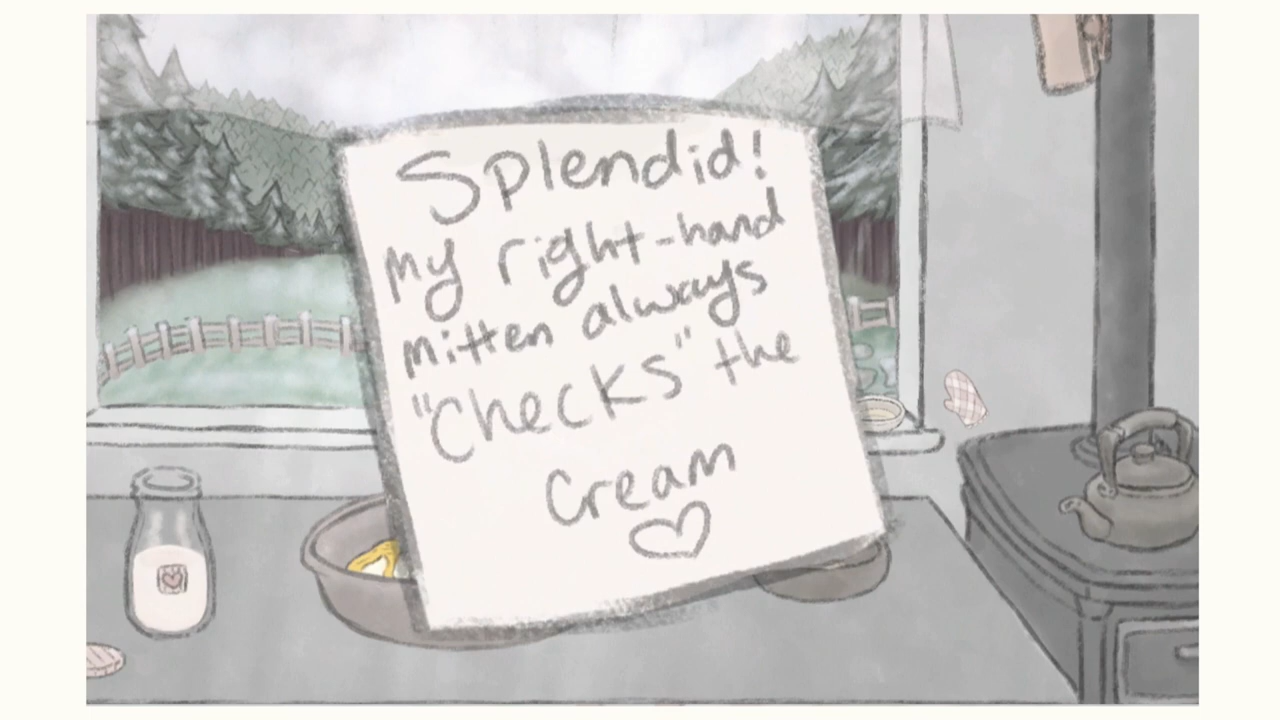 Splendid!
My right-hand
mitten always
"Checks" the
Cream